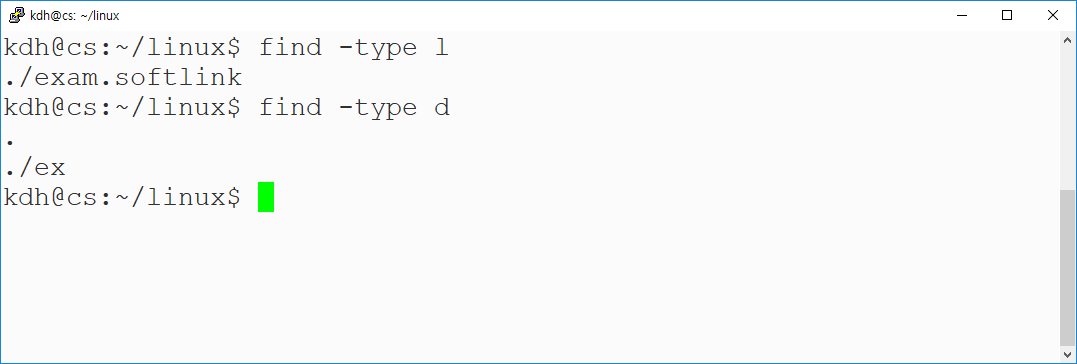 kdh@cs: ~/linux
kdh@cs:~/linux$ find -type l
./exam.softlink
kdh@cs:~/linux$ find -type d
.
./ex
kdh@cs:~/linux$